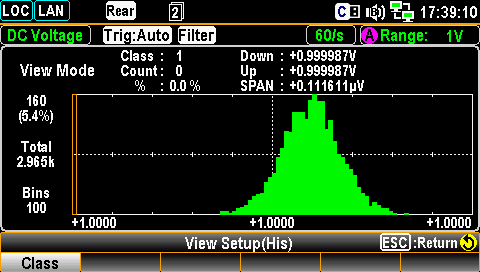 LOC LAN Rear 2 C 17:39:10
DC Voltage Trig:Auto Filter 60/s A Range: 1V
View Mode
Class : 1 Down : +0.999987V
Count : 0 Up : +0.999987V
% : 0.0 % SPAN : +0.111611µV
160
(5.4%)
Total
2.965k
Bins
100
+1.0000 +1.0000 +1.0000
View Setup(His) ESC:Return
Class